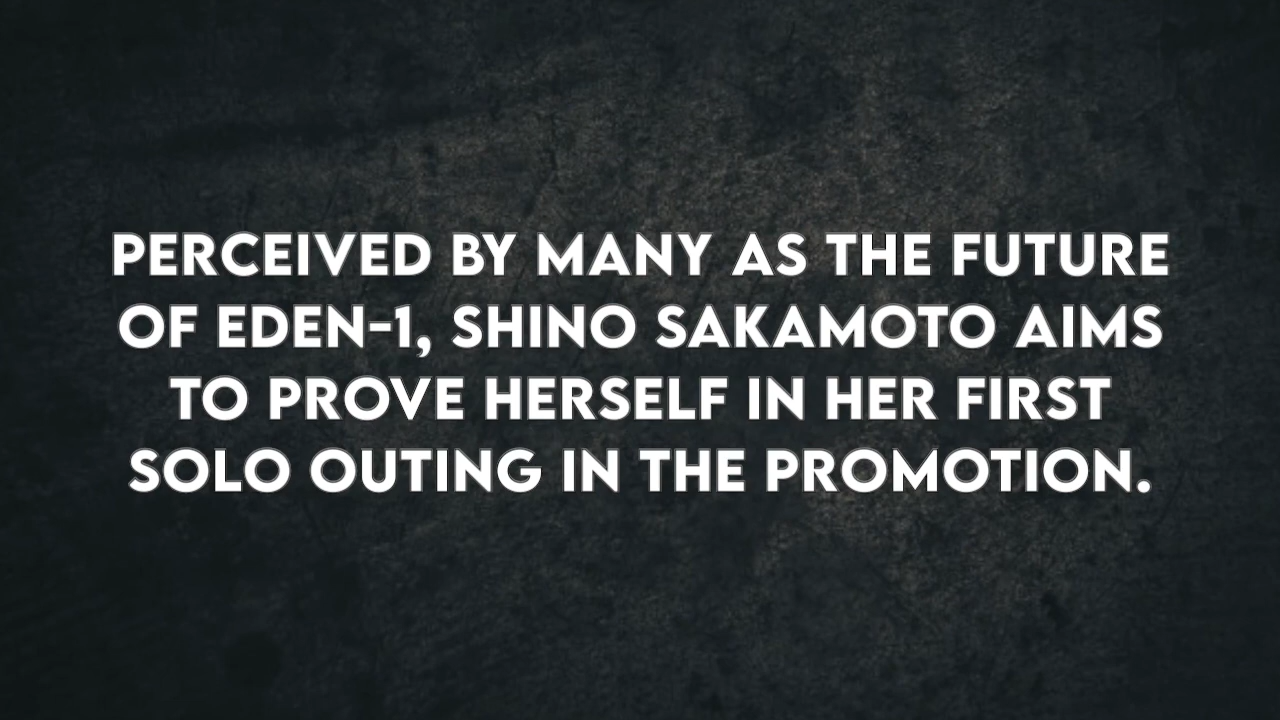 PERCEIVED BY MANY AS THE FUTURE
OF EDEN-1, SHINO SAKAMOTO AIMS
TO PROVE HERSELF IN HER FIRST
SOLO OUTING IN THE PROMOTION.